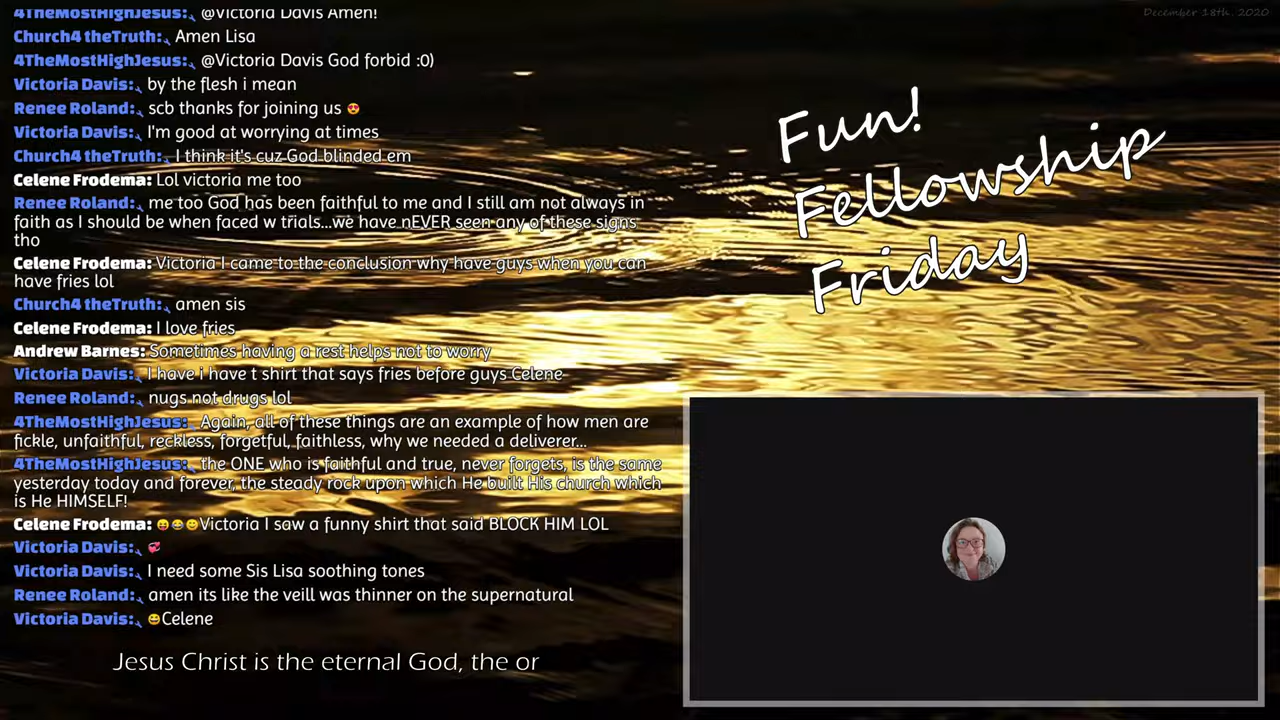 4TheMostHighJesus: @Victoria Davis Amen!
Church4 theTruth: Amen Lisa
4TheMostHighJesus: @Victoria Davis God forbid :0)
Victoria Davis: by the flesh i mean
Renee Roland: scb thanks for joining us 😍
Victoria Davis: I'm good at worrying at times
Church4 theTruth: I think it's cuz God blinded em
Celene Frodema: Lol victoria me too
Renee Roland: me too God has been faithful to me and I still am not always in
faith as I should be when faced w trials...we have nEVER seen any of these signs
tho
Celene Frodema: Victoria I came to the conclusion why have guys when you can
have fries lol
Church4 theTruth: amen sis
Celene Frodema: I love fries
Andrew Barnes: Sometimes having a rest helps not to worry
Victoria Davis: I have i have t shirt that says fries before guys Celene
Renee Roland: nugs not drugs lol
4TheMostHighJesus: Again, all of these things are an example of how men are
fickle, unfaithful, reckless, forgetful, faithless, why we needed a deliverer...
4TheMostHighJesus: the ONE who is faithful and true, never forgets, is the same
yesterday today and forever, the steady rock upon which He built His church which
is He HIMSELF!
Celene Frodema: 😝😂😊Victoria I saw a funny shirt that said BLOCK HIM LOL
Victoria Davis: 💞
Victoria Davis: I need some Sis Lisa soothing tones
Renee Roland: amen its like the veill was thinner on the supernatural
Victoria Davis: 😆Celene
Jesus Christ is the eternal God, the or
December 18th, 2020
Fun!
Fellowship
Friday